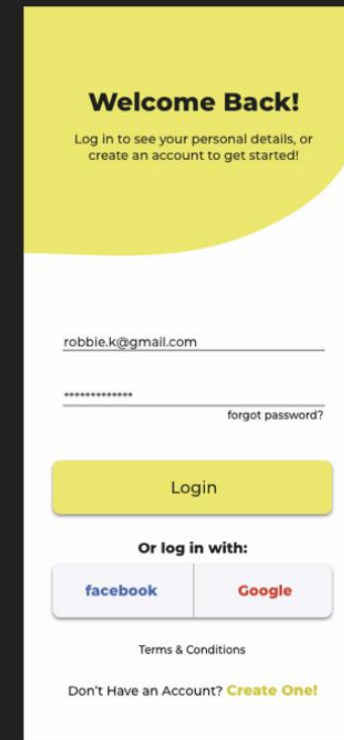 Welcome Back!
Log in to see your personal details, or
create an account to get started!
robbie.k@gmail.com
*************
forgot password?
Login
Or log in with:
facebook Google
Terms & Conditions
Don't Have an Account? Create One!